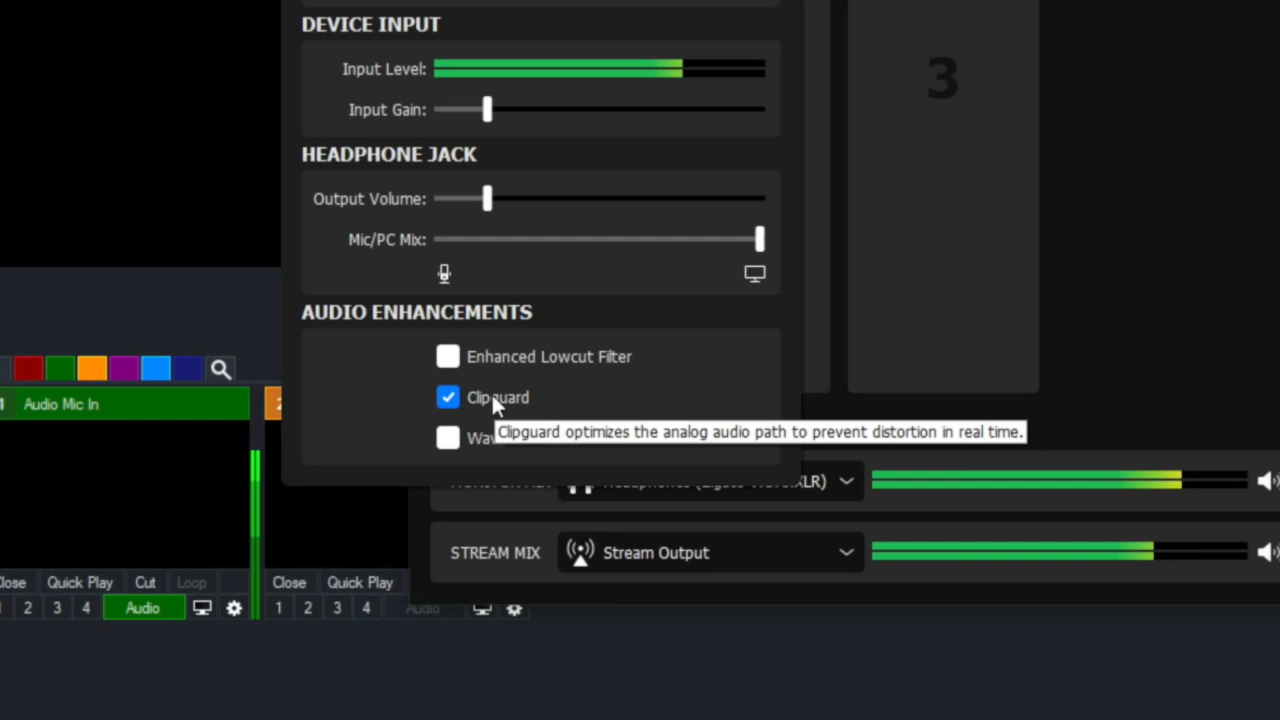 DEVICE INPUT
3
Input Level:
Input Gain:
HEADPHONE JACK
Output Volume:
Mic/PC Mix:
AUDIO ENHANCEMENTS
Enhanced Lowcut Filter
Clipguard
1 Audio Mic In
2
Clipguard optimizes the analog audio path to prevent distortion in real time.
STREAM MIX Stream Output
Quick Play Cut Loop Close Quick Play
2 3 4 Audio 1 2 3 4 Audio